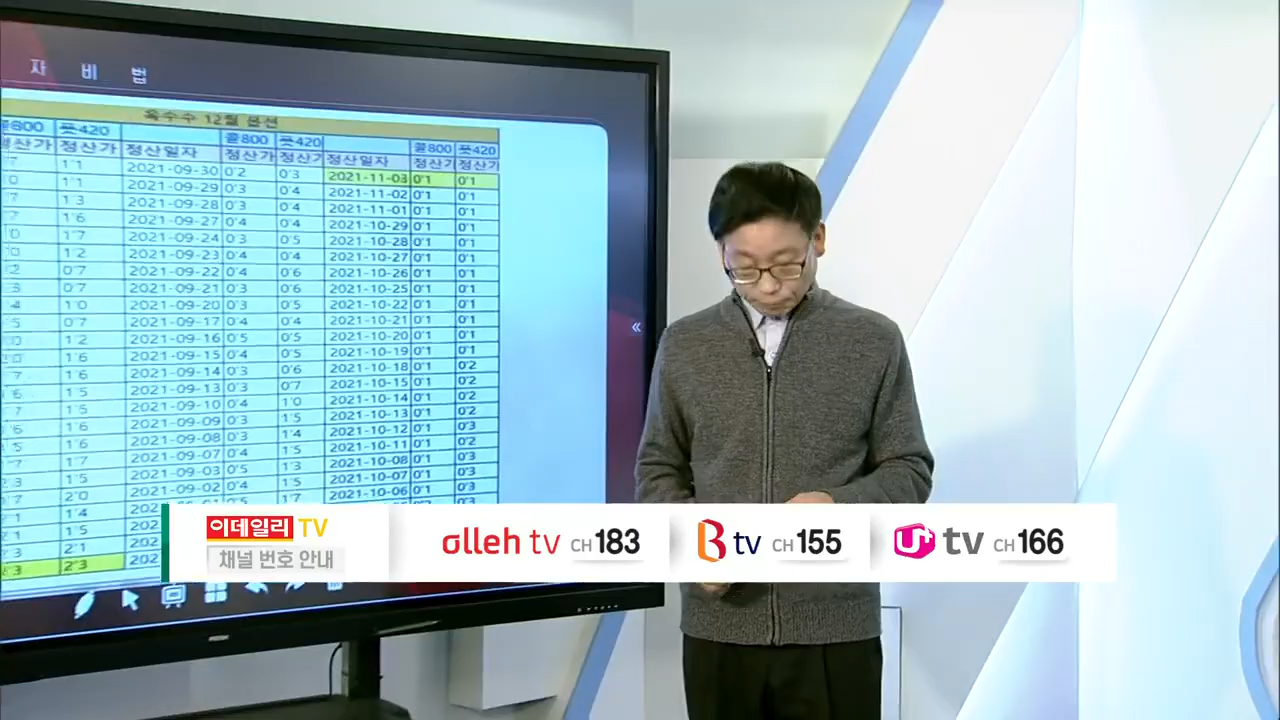 자 비 법
옥수수 12월 옵션
콜800 풋420 콜800 풋420 콜800 풋420
정산가 정산가 정산일자 정산가 정산가 정산일자 정산가 정산가
1'1 2021-09-30 0'2 0'3 2021-11-03 0'1 0'1
1'1 2021-09-29 0'3 0'4 2021-11-02 0'1 0'1
1'3 2021-09-28 0'3 0'4 2021-11-01 0'1 0'1
1'6 2021-09-27 0'4 0'4 2021-10-29 0'1 0'1
1'7 2021-09-24 0'3 0'5 2021-10-28 0'1 0'1
1'2 2021-09-23 0'4 0'4 2021-10-27 0'1 0'1
0'7 2021-09-22 0'4 0'6 2021-10-26 0'1 0'1
0'7 2021-09-21 0'3 0'6 2021-10-25 0'1 0'1
1'0 2021-09-20 0'3 0'5 2021-10-22 0'1 0'1
0'7 2021-09-17 0'4 0'4 2021-10-21 0'1 0'1
1'2 2021-09-16 0'5 0'5 2021-10-20 0'1 0'1
1'6 2021-09-15 0'4 0'5 2021-10-19 0'1 0'1
1'6 2021-09-14 0'3 0'6 2021-10-18 0'1 0'2
1'5 2021-09-13 0'3 0'7 2021-10-15 0'1 0'2
1'5 2021-09-10 0'4 1'0 2021-10-14 0'1 0'2
1'6 2021-09-09 0'3 1'5 2021-10-13 0'1 0'2
1'6 2021-09-08 0'3 1'4 2021-10-12 0'1 0'3
1'7 2021-09-07 0'4 1'5 2021-10-11 0'1 0'2
1'5 2021-09-03 0'5 1'3 2021-10-08 0'1 0'3
2'0 2021-09-02 0'4 1'5 2021-10-07 0'1 0'3
1'4 202 0'5 1'7 2021-10-06 0'1 0'3
1'5 202
2'1 202
2'3 202
이데일리 TV
채널 번호 안내
olleh tv CH 183
B tv CH 155
U+ tv CH 166